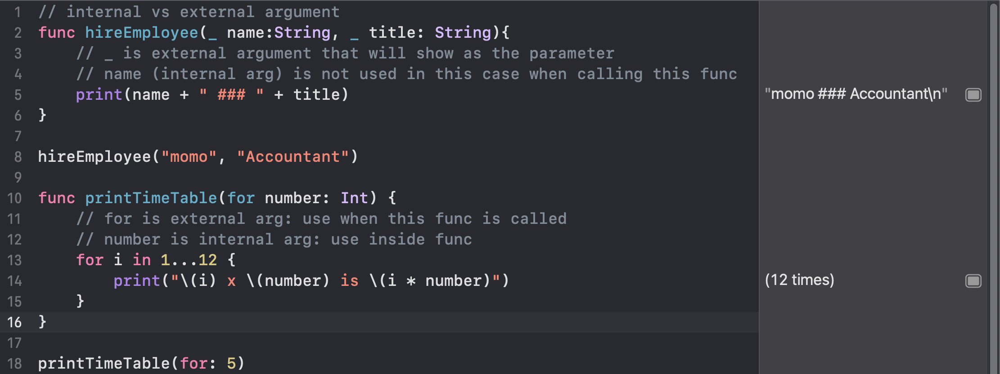 1 // internal vs external argument
2 func hireEmployee(_ name:String, _ title: String){
3     // _ is external argument that will show as the parameter
4     // name (internal arg) is not used in this case when calling this func
5     print(name + " ### " + title)
"momo ### Accountant\n"
6 }
7
8 hireEmployee("momo", "Accountant")
9
10 func printTimeTable(for number: Int) {
11     // for is external arg: use when this func is called
12     // number is internal arg: use inside func
13     for i in 1...12 {
14         print("\(i) x \(number) is \(i * number)")
(12 times)
15     }
16 }
17
18 printTimeTable(for: 5)